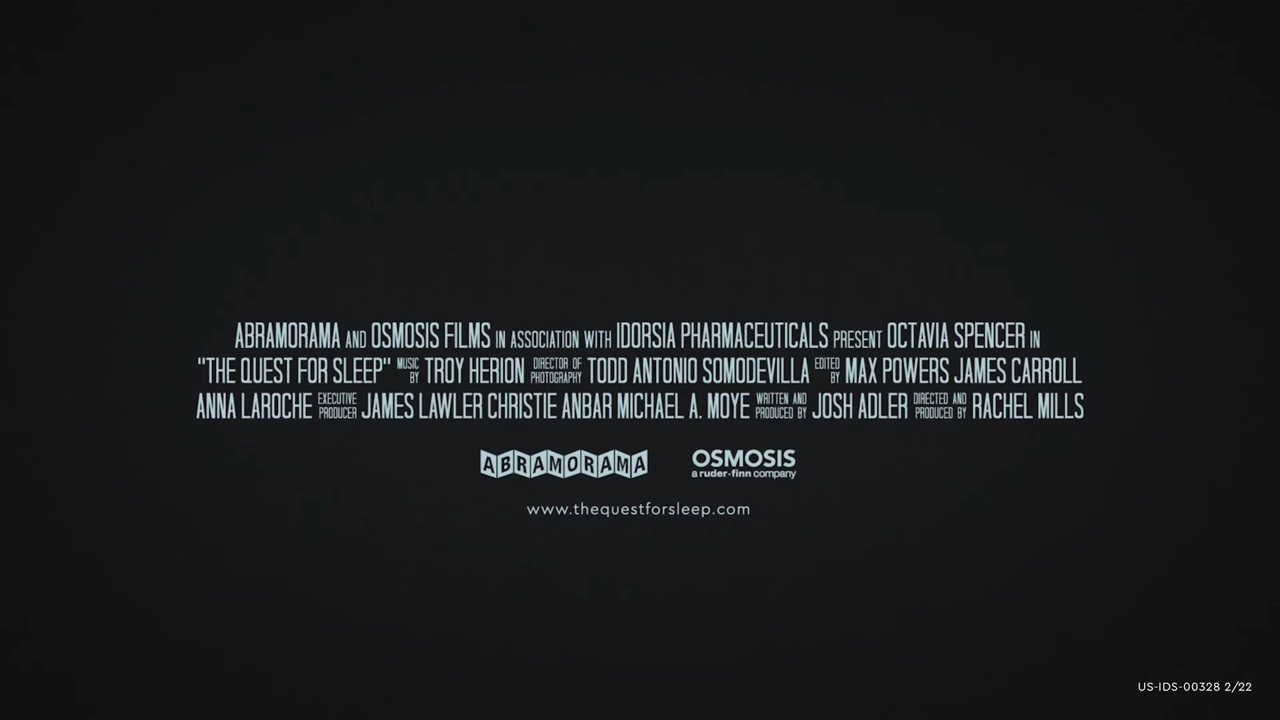 ABRAMORAMA AND OSMOSIS FILMS IN ASSOCIATION WITH IDORSIA PHARMACEUTICALS PRESENT OCTAVIA SPENCER IN
"THE QUEST FOR SLEEP" MUSIC BY TROY HERION DIRECTOR OF PHOTOGRAPHY TODD ANTONIO SOMODEVILLA EDITED BY MAX POWERS JAMES CARROLL
ANNA LAROCHE EXECUTIVE PRODUCER JAMES LAWLER CHRISTIE ANBAR MICHAEL A. MOYE WRITTEN AND PRODUCED BY JOSH ADLER DIRECTED AND PRODUCED BY RACHEL MILLS
ABRAMORAMA OSMOSIS
a ruder·finn company
www.thequestforsleep.com
US-IDS-00328 2/22